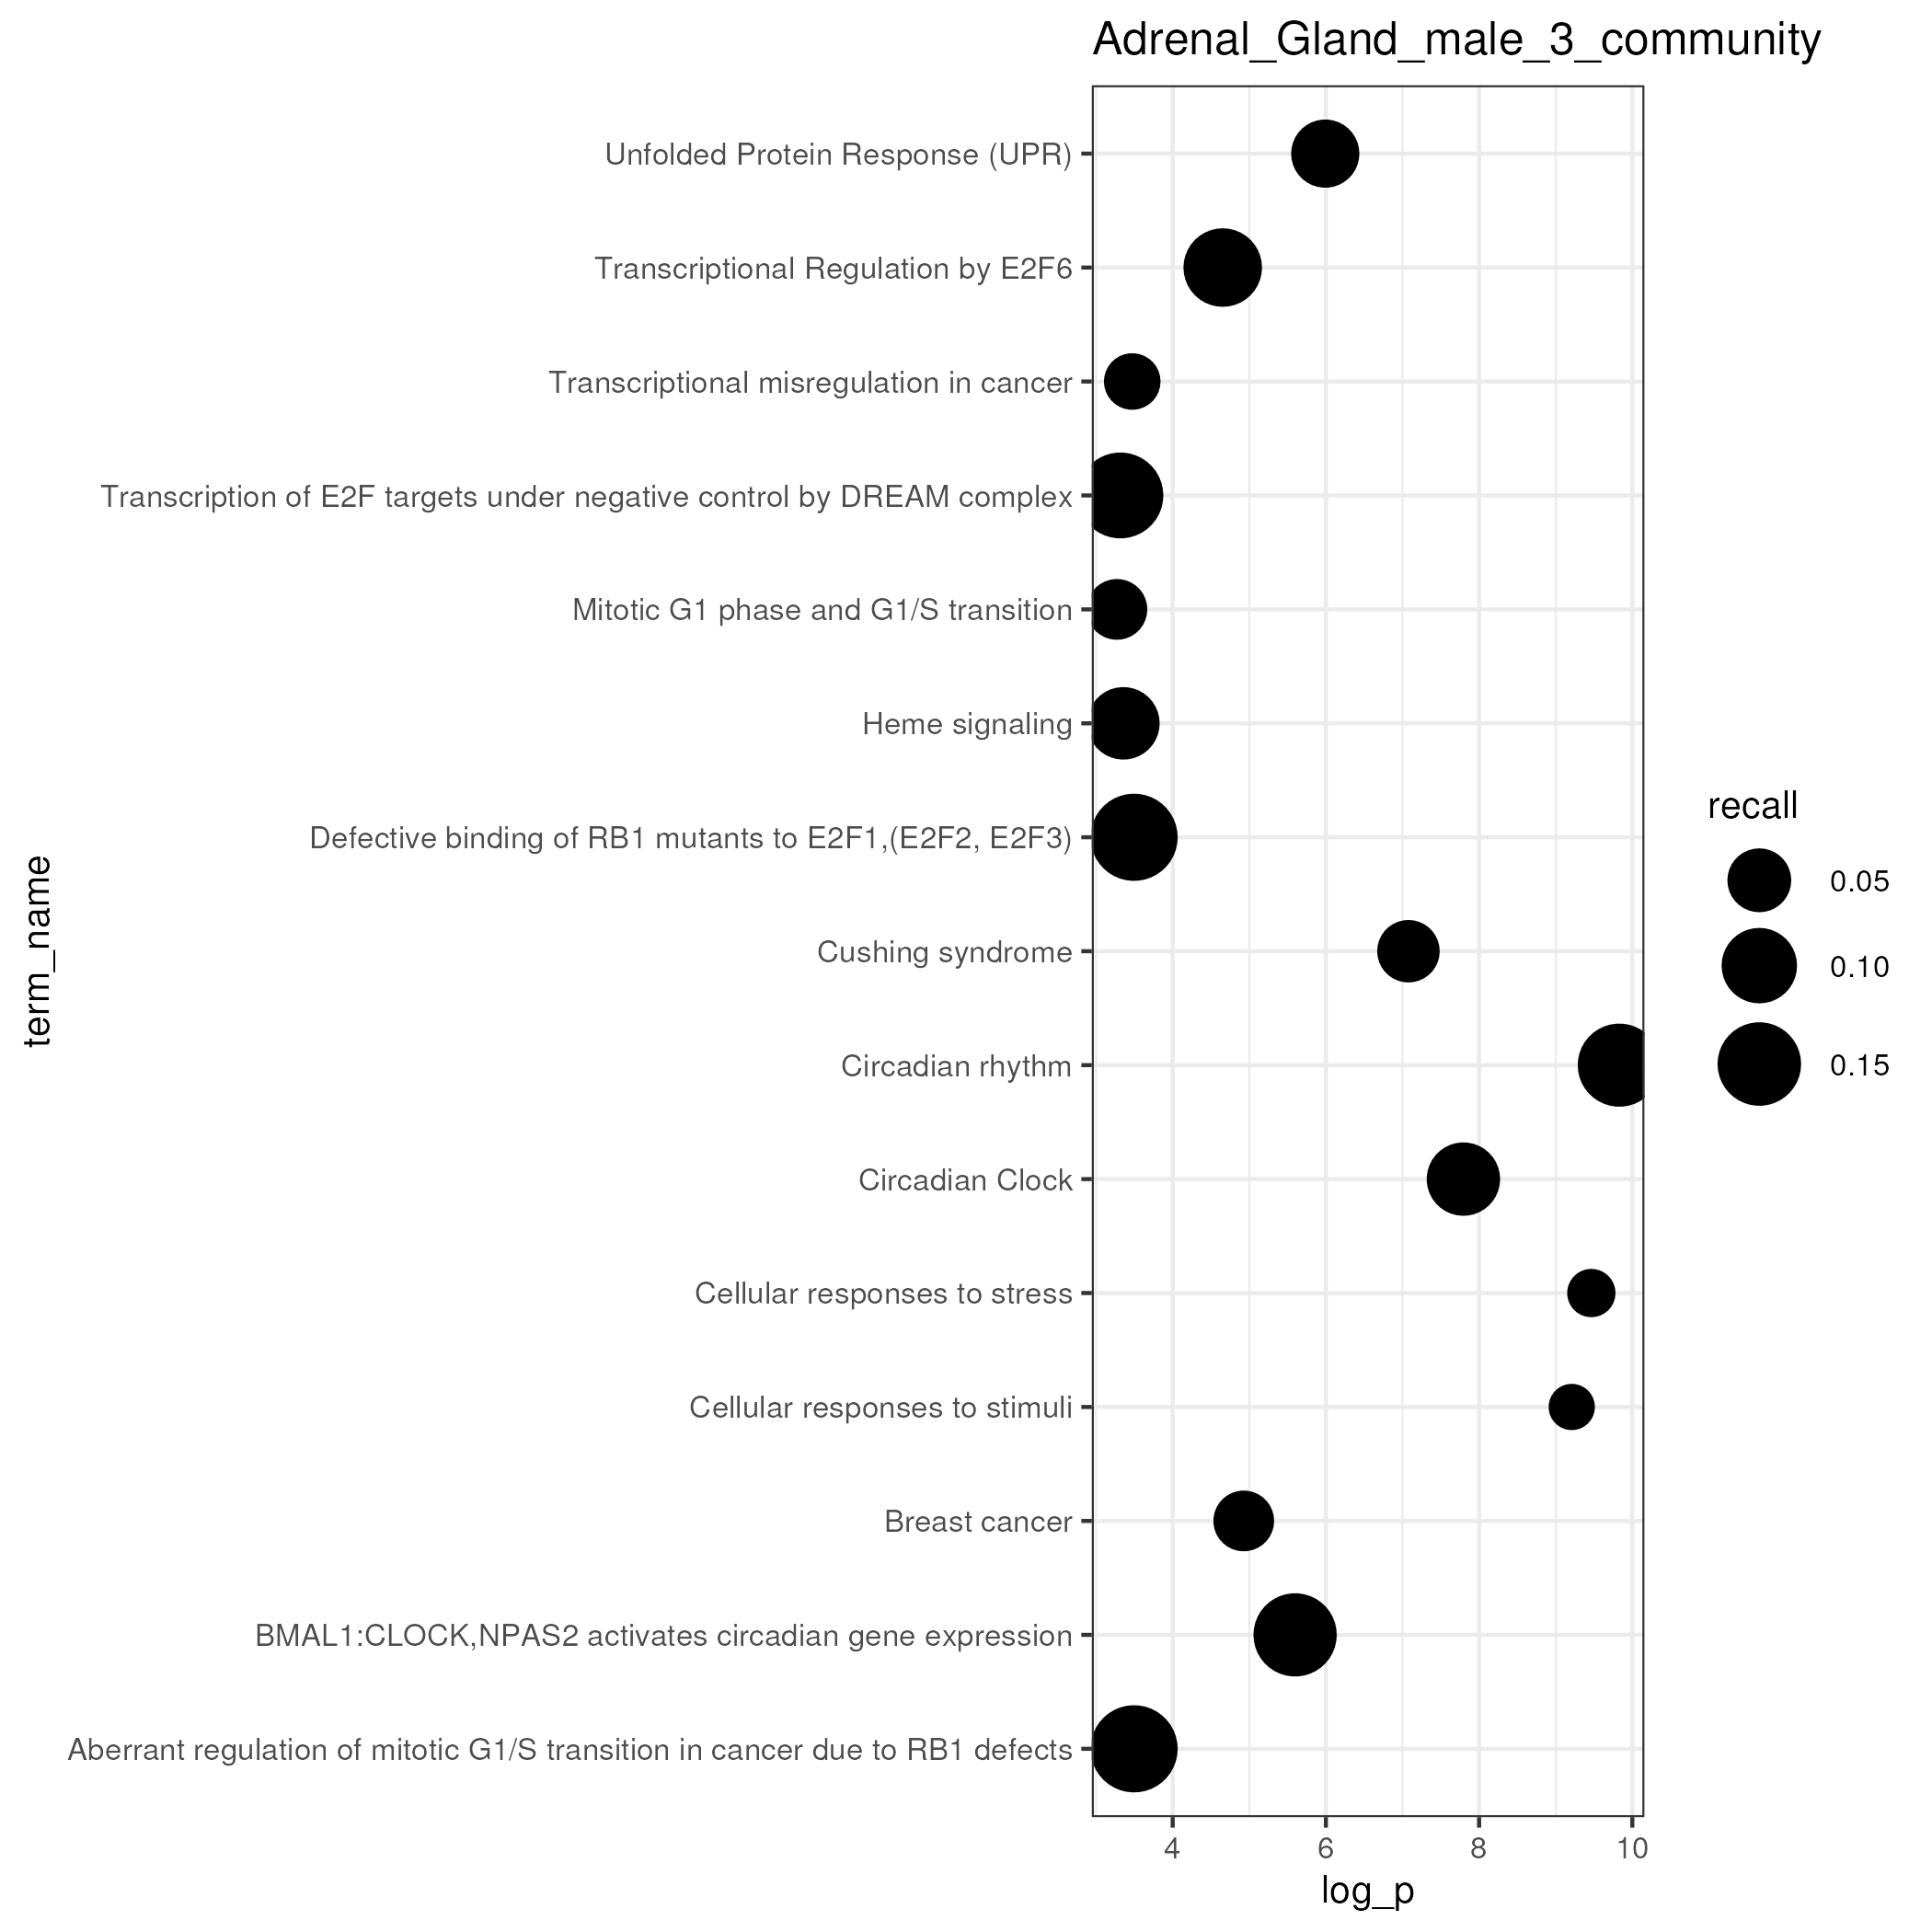 Adrenal_Gland_male_3_community
Unfolded Protein Response (UPR)
Transcriptional Regulation by E2F6
Transcriptional misregulation in cancer
Transcription of E2F targets under negative control by DREAM complex
Mitotic G1 phase and G1/S transition
Heme signaling
Defective binding of RB1 mutants to E2F1,(E2F2, E2F3)
Cushing syndrome
Circadian rhythm
Circadian Clock
Cellular responses to stress
Cellular responses to stimuli
Breast cancer
BMAL1:CLOCK,NPAS2 activates circadian gene expression
Aberrant regulation of mitotic G1/S transition in cancer due to RB1 defects
term_name
4 6 8 10
log_p
recall
0.05
0.10
0.15